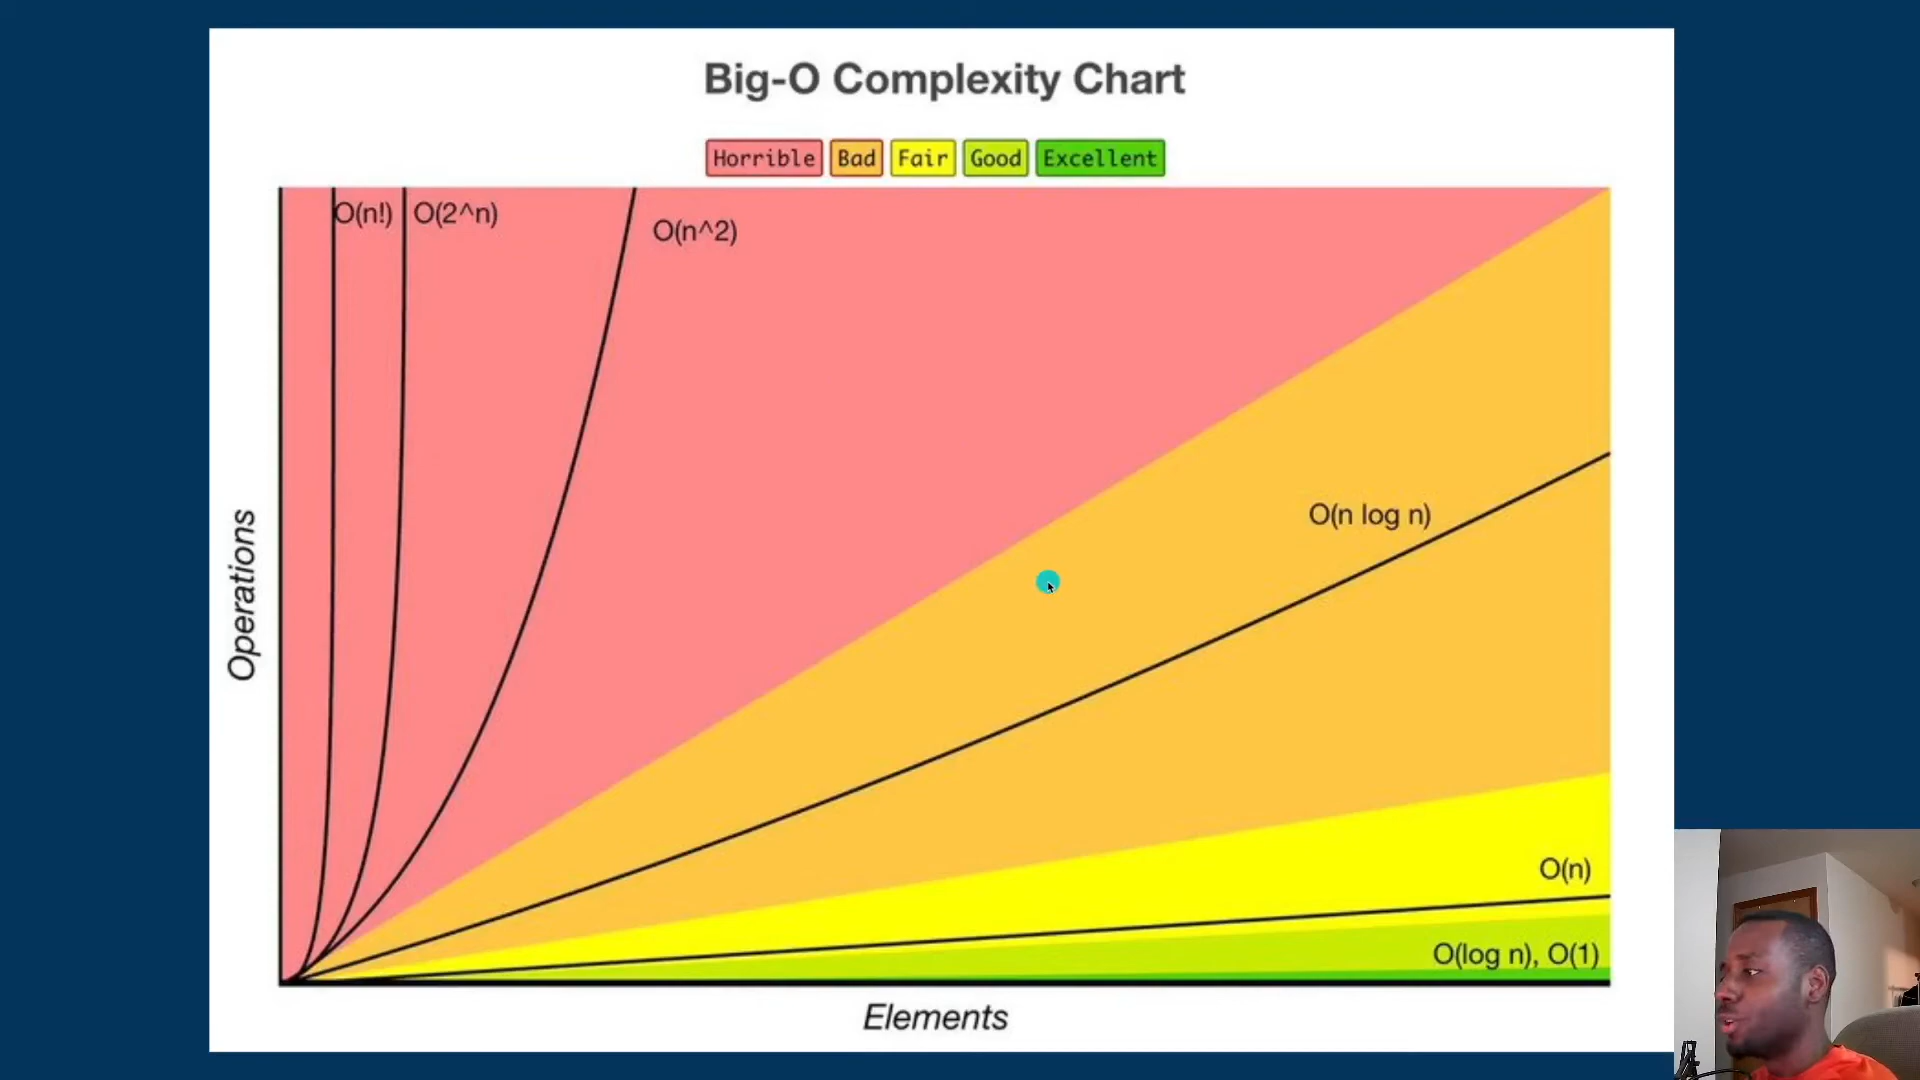 Big-O Complexity Chart
Horrible Bad Fair Good Excellent
O(n!) O(2^n)
O(n^2)
O(n log n)
Operations
O(n)
O(log n), O(1)
Elements